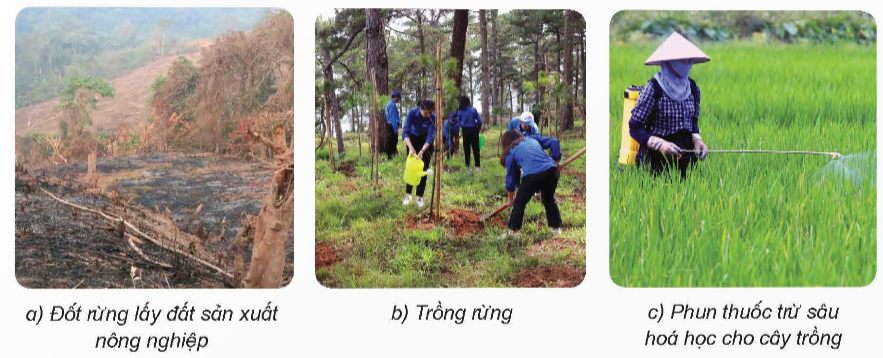 a) Đốt rừng lấy đất sản xuất
nông nghiệp
b) Trồng rừng
c) Phun thuốc trừ sâu
hoá học cho cây trồng